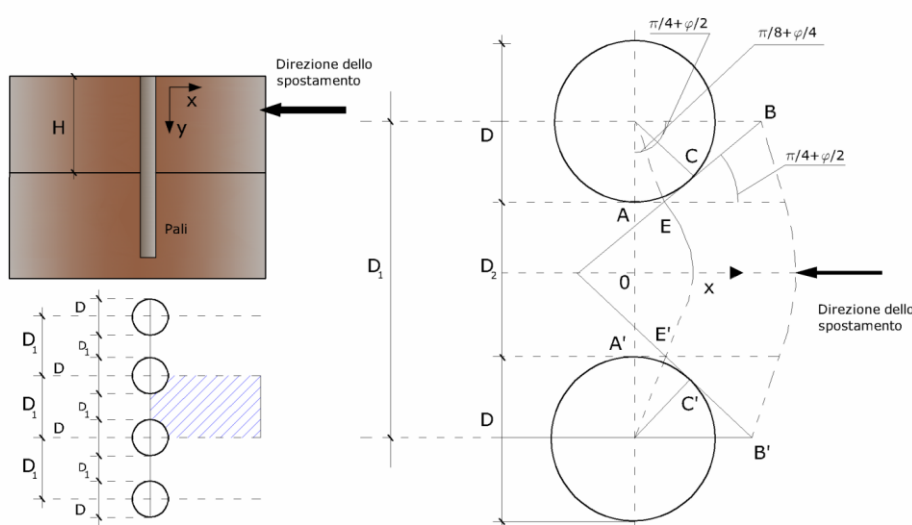 Direzione dello
spostamento
H
x
y
Pali
D
D₁
D₁
D
D₁
D₁
D
D₁
D₁
D
π/4+φ/2
π/8+φ/4
D
B
C
π/4+φ/2
A
E
D₁
D₂
0
x
Direzione dello
spostamento
A'
E'
C'
D
B'